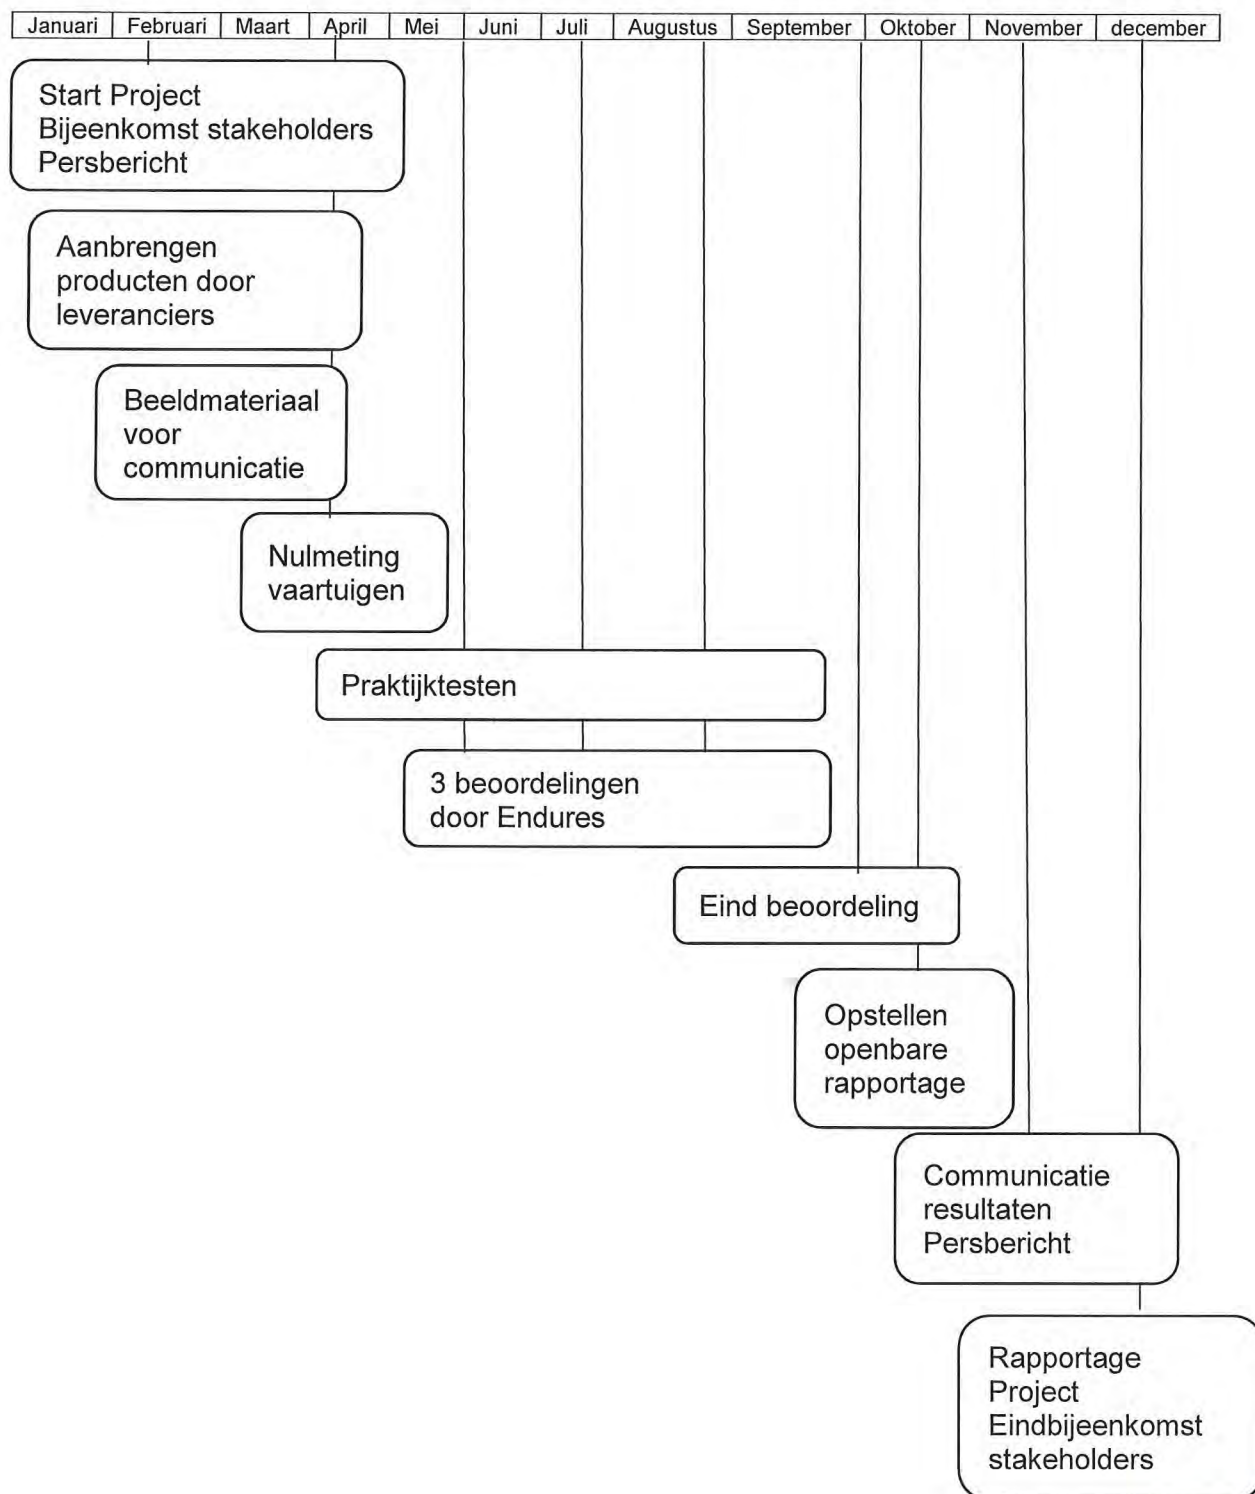 Januari Februari Maart April Mei Juni Juli Augustus September Oktober November december
Start Project
Bijeenkomst stakeholders
Persbericht
Aanbrengen
producten door
leveranciers
Beeldmateriaal
voor
communicatie
Nulmeting
vaartuigen
Praktijktesten
3 beoordelingen
door Endures
Eind beoordeling
Opstellen
openbare
rapportage
Communicatie
resultaten
Persbericht
Rapportage
Project
Eindbijeenkomst
stakeholders